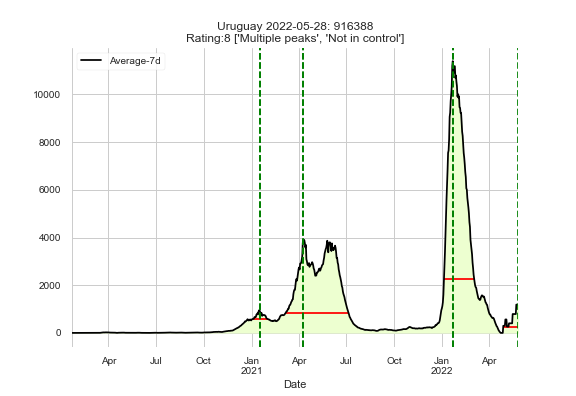 Uruguay 2022-05-28: 916388
Rating:8 ['Multiple peaks', 'Not in control']
Average-7d
10000
8000
6000
4000
2000
0
Apr Jul Oct Jan Apr Jul Oct Jan Apr
2021 2022
Date